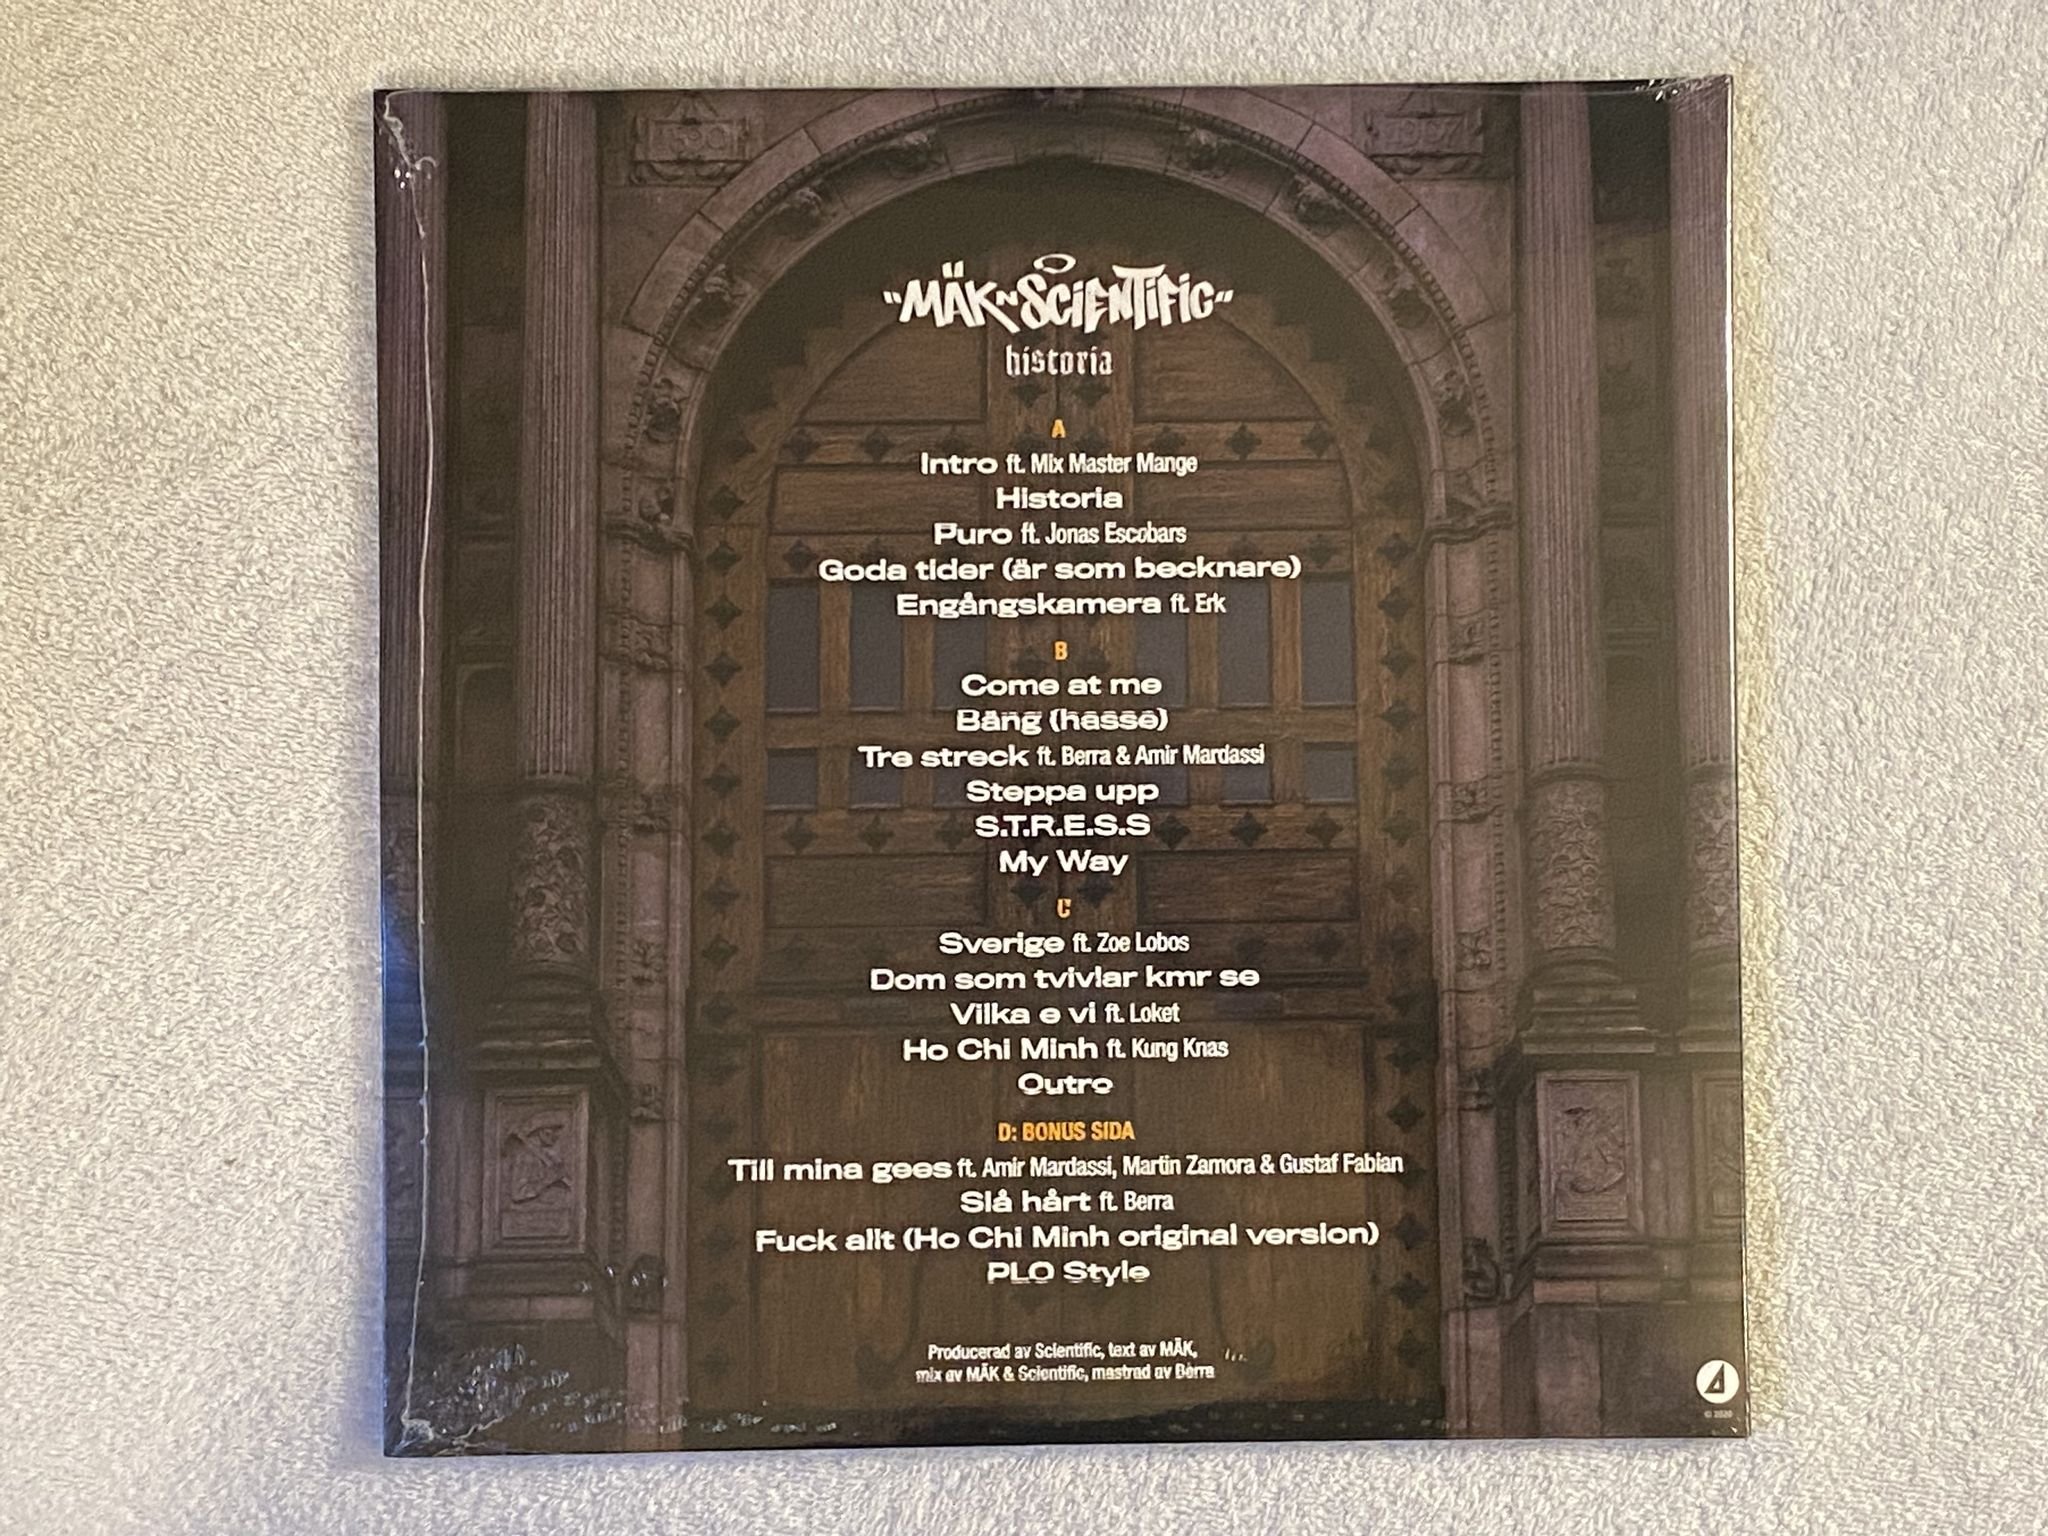 "MÄK N SCIENTIFIC"
historia
A
Intro ft. Mix Master Mange
Historia
Puro ft. Jonas Escobars
Goda tider (är som becknare)
Engångskamera ft. Erk
B
Come at me
Bäng (hasse)
Tre streck ft. Berra & Amir Mardassi
Steppa upp
S.T.R.E.S.S
My Way
C
Sverige ft. Zoe Lobos
Dom som tvivlar kmr se
Vilka e vi ft. Loket
Ho Chi Minh ft. Kung Knas
Outro
D: BONUS SIDA
Till mina gees ft. Amir Mardassi, Martin Zamora & Gustaf Fabian
Slå hårt ft. Berra
Fuck allt (Ho Chi Minh original version)
PLO Style
Producerad av Scientific, text av MÄK,
mix av MÄK & Scientific, mastrad av Berra
© 2020